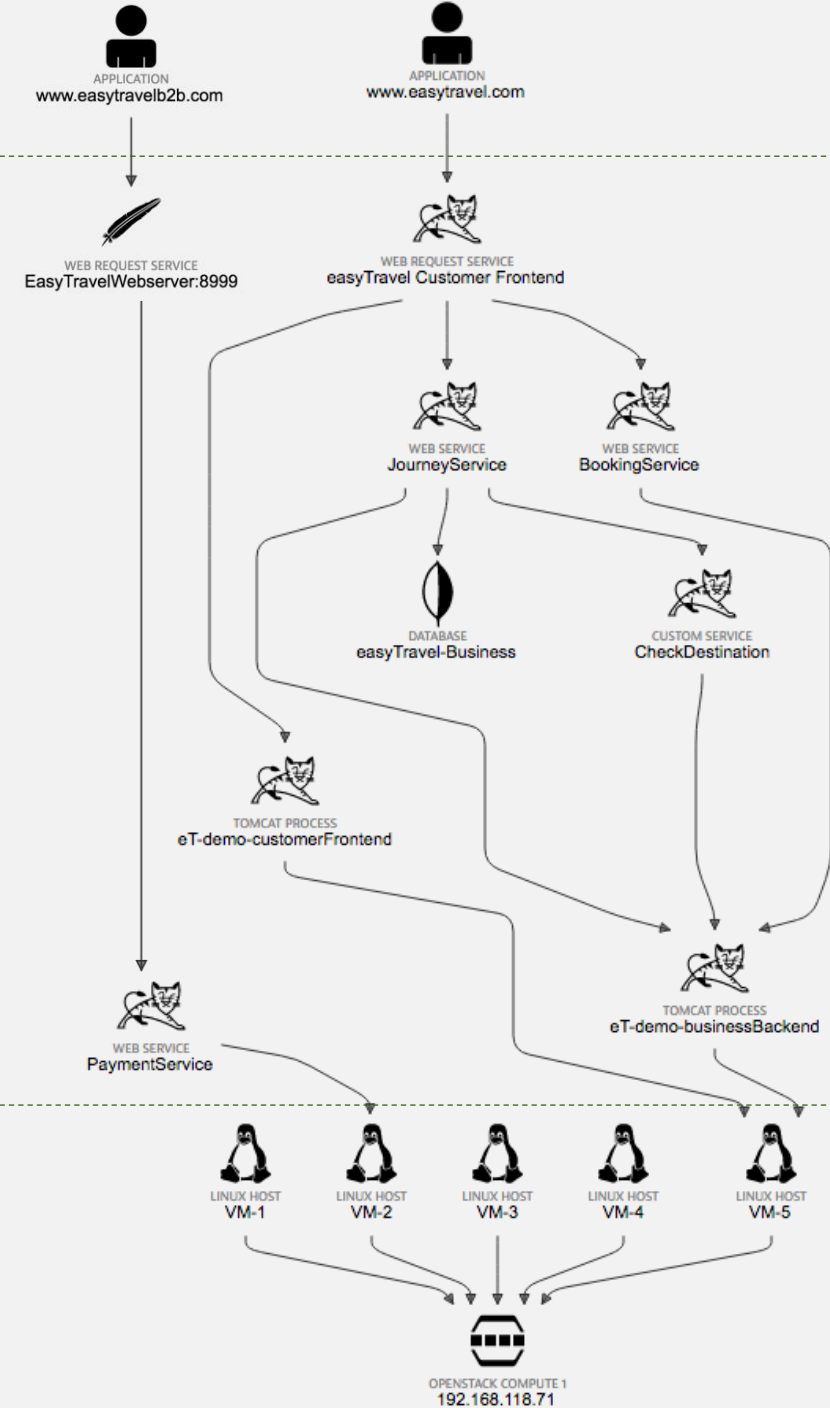 APPLICATION
www.easytravelb2b.com
APPLICATION
www.easytravel.com
WEB REQUEST SERVICE
EasyTravelWebserver:8999
WEB REQUEST SERVICE
easyTravel Customer Frontend
WEB SERVICE
JourneyService
WEB SERVICE
BookingService
DATABASE
easyTravel-Business
CUSTOM SERVICE
CheckDestination
TOMCAT PROCESS
eT-demo-customerFrontend
TOMCAT PROCESS
eT-demo-businessBackend
WEB SERVICE
PaymentService
LINUX HOST
VM-1
LINUX HOST
VM-2
LINUX HOST
VM-3
LINUX HOST
VM-4
LINUX HOST
VM-5
OPENSTACK COMPUTE 1
192.168.118.71